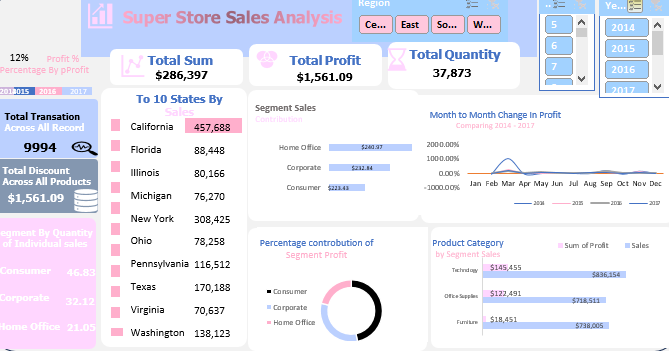 Super Store Sales Analysis
Region
Ce...
East
So...
W...
5
6
7
Ye...
2014
2015
2016
2017
12%
Profit %
Percentage By pProfit
2015
2016
2017
Total Sum
$286,397
Total Profit
$1,561.09
Total Quantity
37,873
Total Transation
Across All Record
9994
Total Discount
Across All Products
$1,561.09
Segment By Quantity
of Individual sales
Consumer 46.83
Corporate 32.12
Home Office 21.05
To 10 States By
Sales
California 457,688
Florida 88,448
Illinois 80,166
Michigan 76,270
New York 308,425
Ohio 78,258
Pennsylvania 116,512
Texas 170,188
Virginia 70,637
Washington 138,123
Segment Sales
Contribution
Home Office $240.97
Corporate $232.84
Consumer $223.43
Month to Month Change In Profit
Comparing 2014 - 2017
2000.00%
1000.00%
0.00%
-1000.00%
Jan Feb Mar Apr May Jun Jul Aug Sep Oct Nov Dec
2014 2015 2016 2017
Percentage controbution of
Segment Profit
Consumer
Corporate
Home Office
Product Category
by Segment Sales
Sum of Profit Sales
Technology $145,455
$836,154
Office Supplies $122,491
$718,511
Furniture $18,451
$738,005